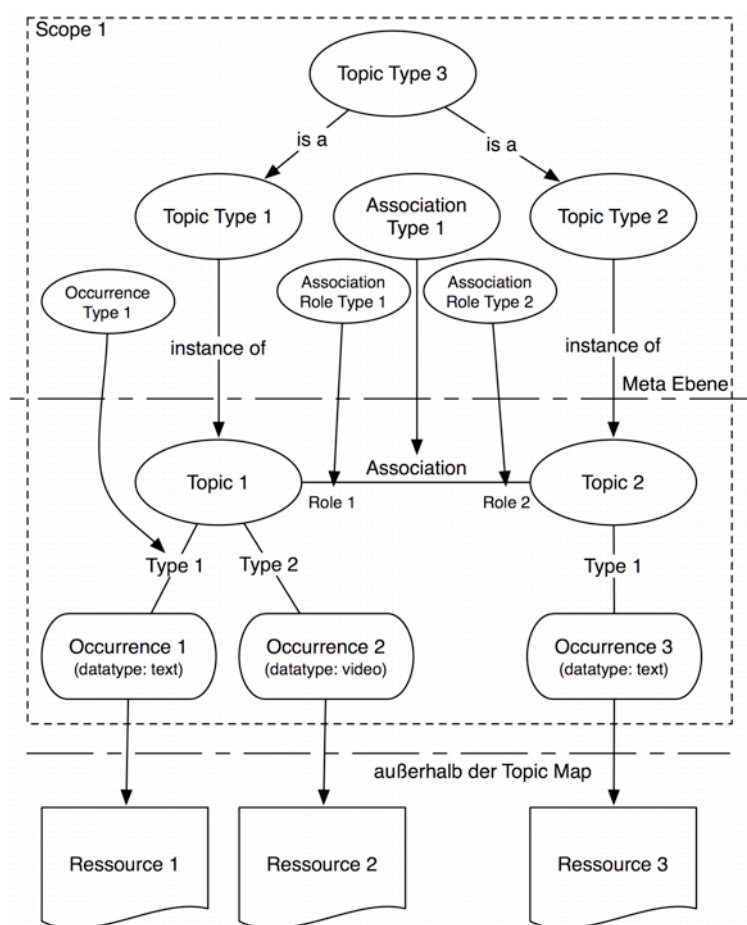 Scope 1
Topic Type 3
is a
is a
Topic Type 1
Association
Type 1
Topic Type 2
Occurrence
Type 1
Association
Role Type 1
Association
Role Type 2
instance of
instance of
Meta Ebene
Topic 1
Association
Topic 2
Role 1
Role 2
Type 1
Type 2
Type 1
Occurrence 1
(datatype: text)
Occurrence 2
(datatype: video)
Occurrence 3
(datatype: text)
außerhalb der Topic Map
Ressource 1
Ressource 2
Ressource 3